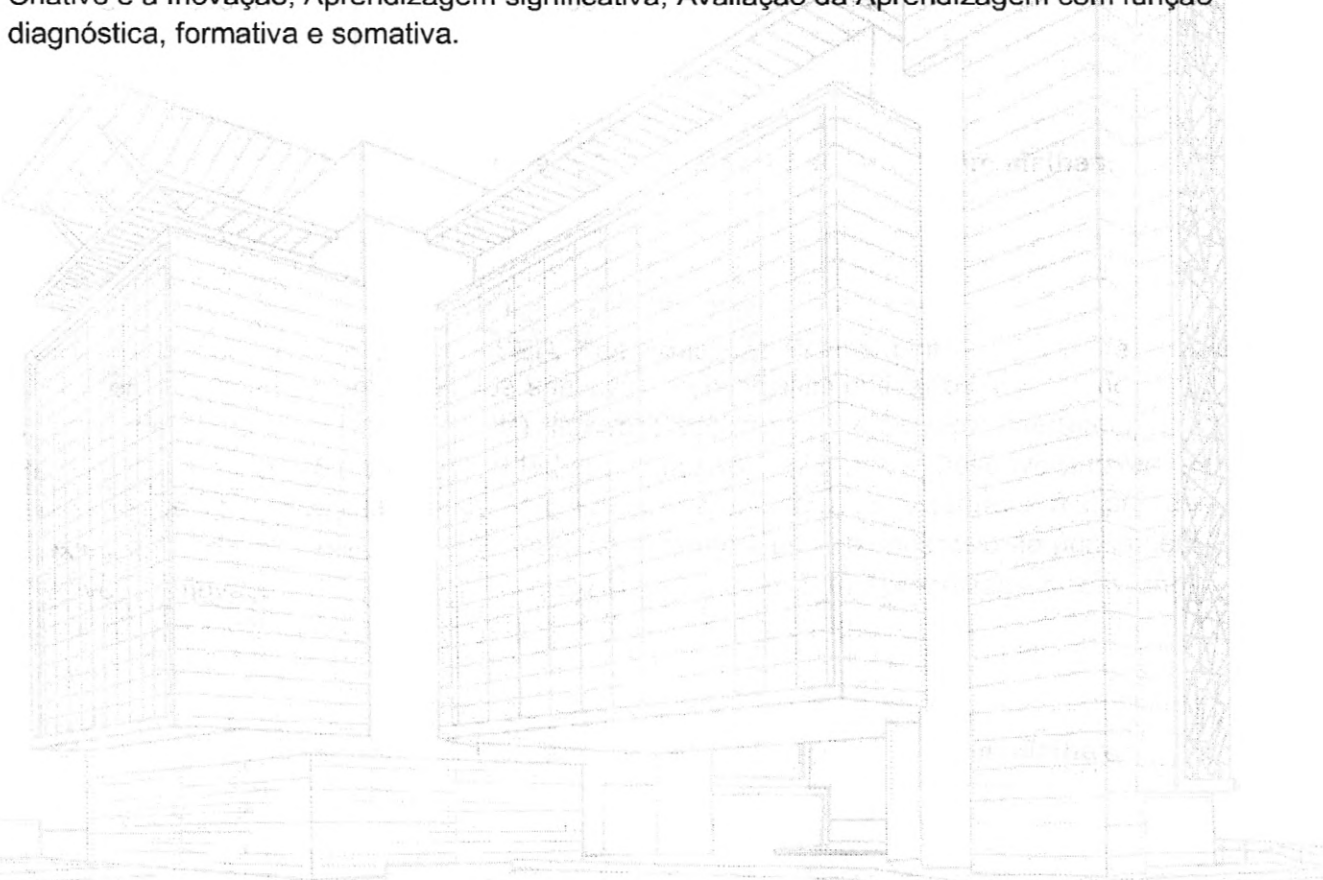 Criativo e a Inovação; Aprendizagem significativa; Avaliação da Aprendizagem com função
diagnóstica, formativa e somativa.